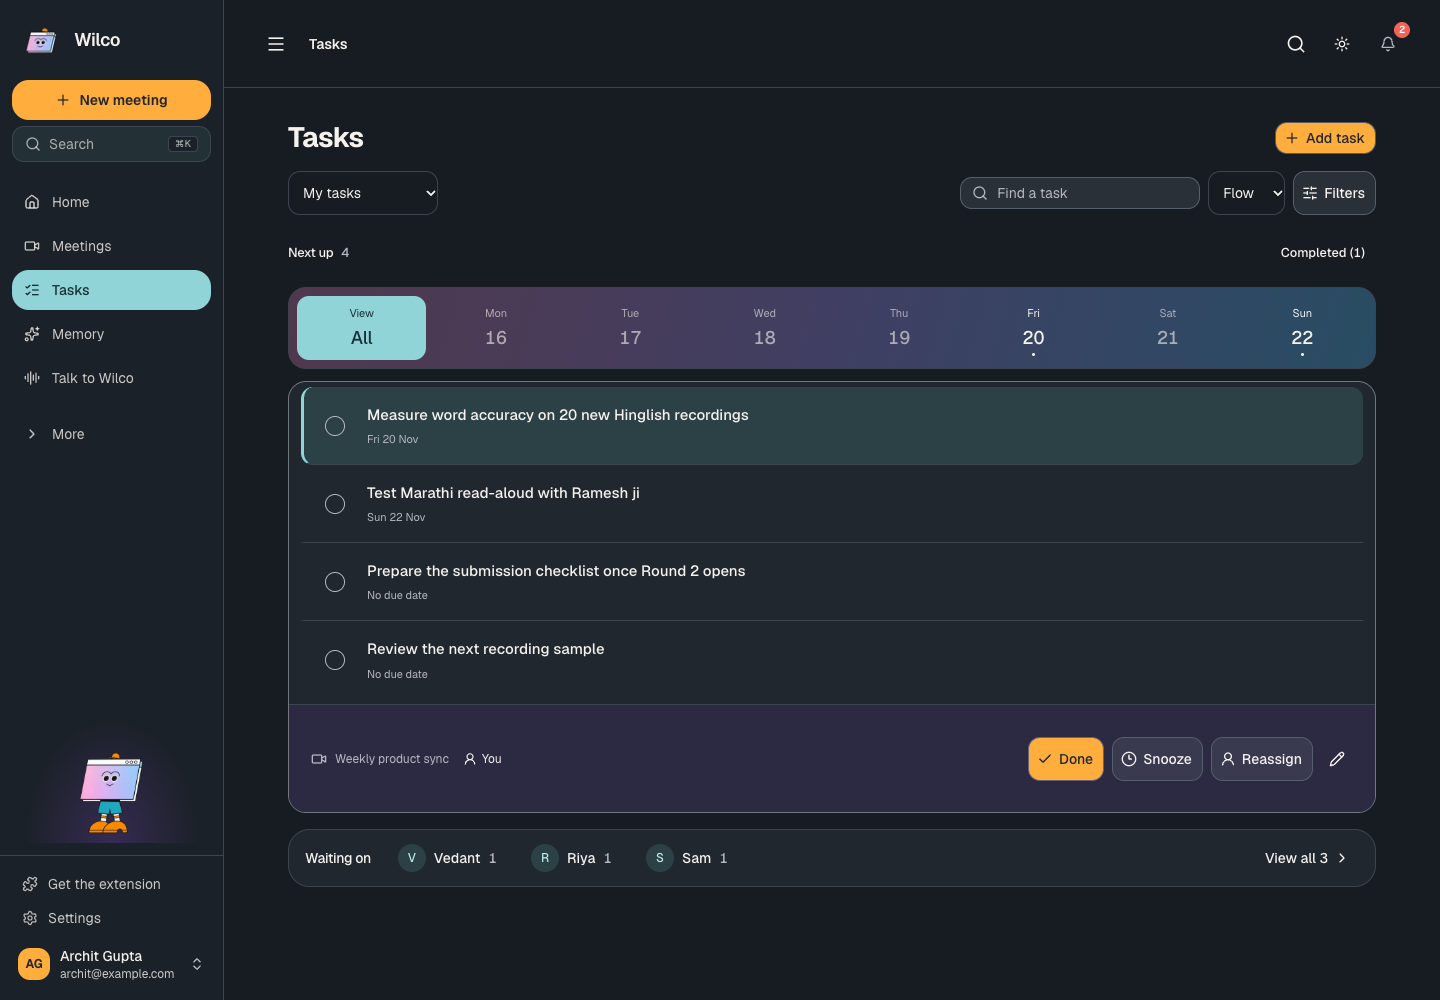 Wilco
New meeting
Search ⌘K
Home
Meetings
Tasks
Memory
Talk to Wilco
More
Get the extension
Settings
AG
Archit Gupta
archit@example.com
Tasks
2
Tasks
Add task
My tasks
Find a task
Flow
Filters
Next up 4
Completed (1)
View All
Mon 16
Tue 17
Wed 18
Thu 19
Fri 20
Sat 21
Sun 22
Measure word accuracy on 20 new Hinglish recordings
Fri 20 Nov
Test Marathi read-aloud with Ramesh ji
Sun 22 Nov
Prepare the submission checklist once Round 2 opens
No due date
Review the next recording sample
No due date
Weekly product sync You
Done
Snooze
Reassign
Waiting on V Vedant 1 R Riya 1 S Sam 1
View all 3